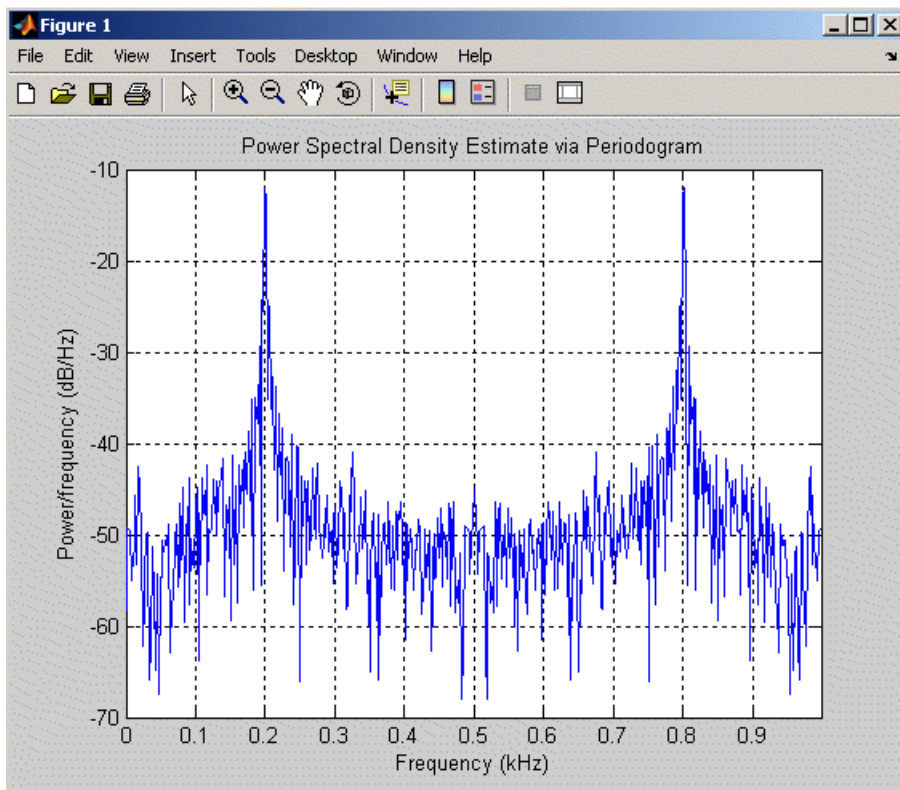 Figure 1
File Edit View Insert Tools Desktop Window Help
Power Spectral Density Estimate via Periodogram
-10
-20
-30
-40
-50
-60
-70
Power/frequency (dB/Hz)
0 0.1 0.2 0.3 0.4 0.5 0.6 0.7 0.8 0.9
Frequency (kHz)